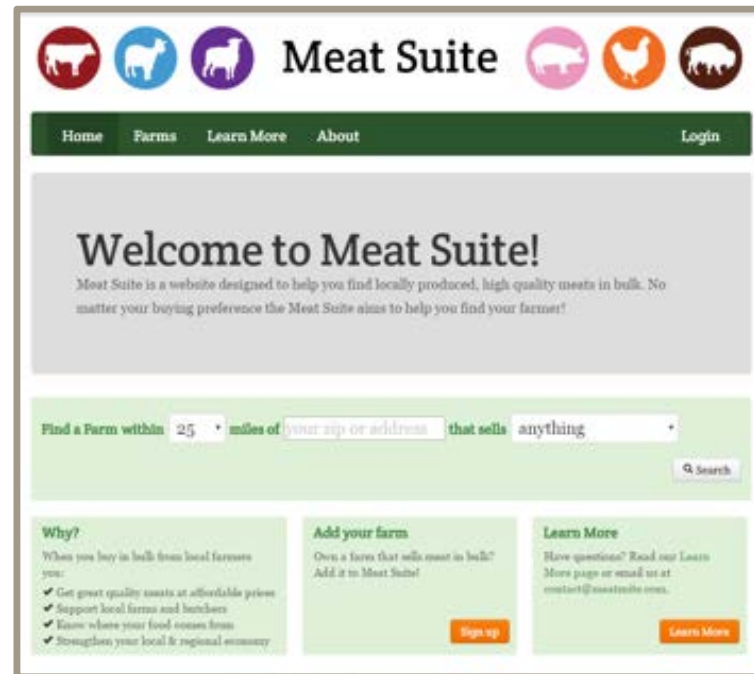 Meat Suite
Home Farms Learn More About Login
Welcome to Meat Suite!
Meat Suite is a website designed to help you find locally produced, high quality meats in bulk. No
matter your buying preference the Meat Suite aims to help you find your farmer!
Find a Farm within 25 miles of your zip or address that sells anything
Search
Why?
When you buy in bulk from local farmers
you:
✔ Get great quality meats at affordable prices
✔ Support local farms and butchers
✔ Know where your food comes from
✔ Strengthen your local & regional economy
Add your farm
Own a farm that sells meat in bulk?
Add it to Meat Suite!
Sign up
Learn More
Have questions? Read our Learn
More page or email us at
contact@meatsuite.com.
Learn More